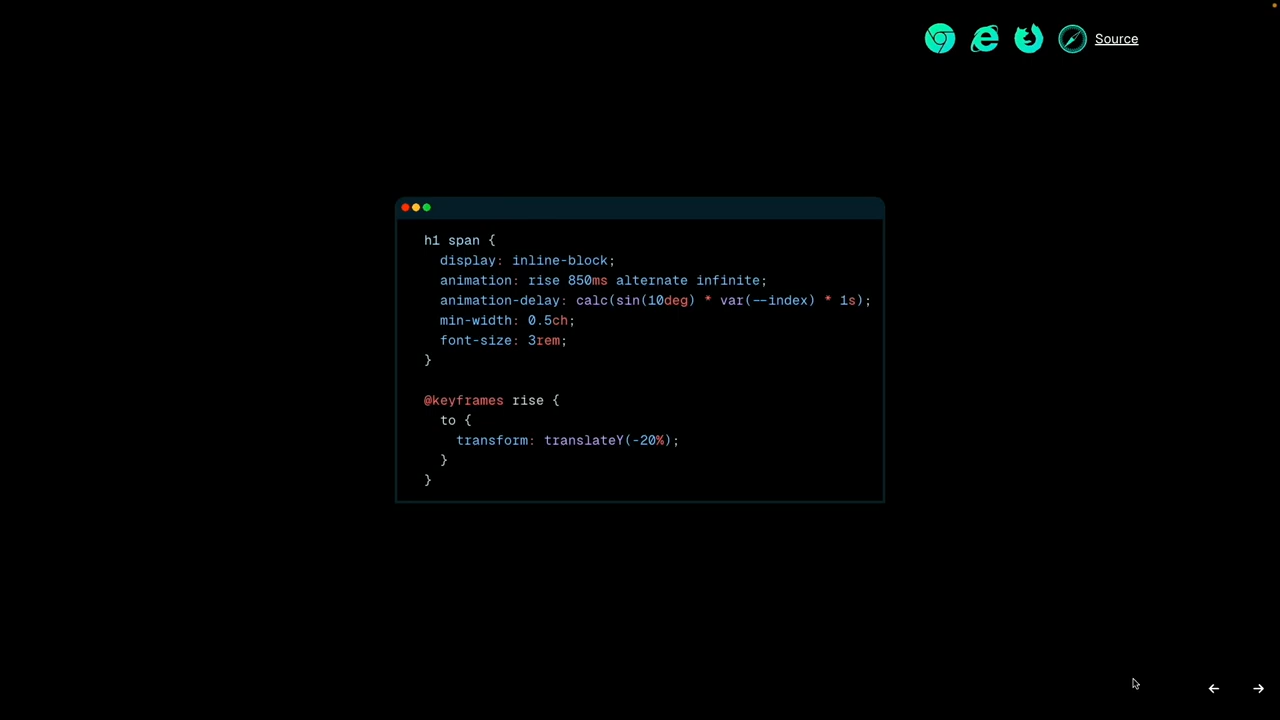 Source
h1 span {
display: inline-block;
animation: rise 850ms alternate infinite;
animation-delay: calc(sin(10deg) * var(--index) * 1s);
min-width: 0.5ch;
font-size: 3rem;
}
@keyframes rise {
to {
transform: translateY(-20%);
}
}